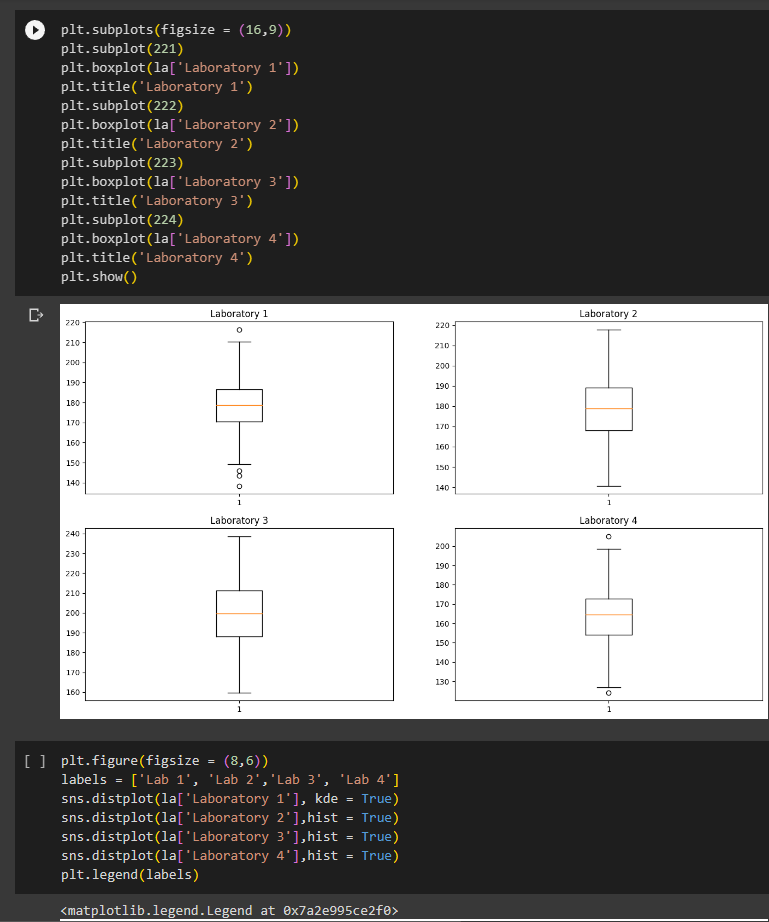 plt.subplots(figsize = (16,9))
plt.subplot(221)
plt.boxplot(la['Laboratory 1'])
plt.title('Laboratory 1')
plt.subplot(222)
plt.boxplot(la['Laboratory 2'])
plt.title('Laboratory 2')
plt.subplot(223)
plt.boxplot(la['Laboratory 3'])
plt.title('Laboratory 3')
plt.subplot(224)
plt.boxplot(la['Laboratory 4'])
plt.title('Laboratory 4')
plt.show()
Laboratory 1
220
210
200
190
180
170
160
150
140
1
Laboratory 2
220
210
200
190
180
170
160
150
140
1
Laboratory 3
240
230
220
210
200
190
180
170
160
1
Laboratory 4
200
190
180
170
160
150
140
130
1
[ ] plt.figure(figsize = (8,6))
labels = ['Lab 1', 'Lab 2','Lab 3', 'Lab 4']
sns.distplot(la['Laboratory 1'], kde = True)
sns.distplot(la['Laboratory 2'],hist = True)
sns.distplot(la['Laboratory 3'],hist = True)
sns.distplot(la['Laboratory 4'],hist = True)
plt.legend(labels)
<matplotlib.legend.Legend at 0x7a2e995ce2f0>